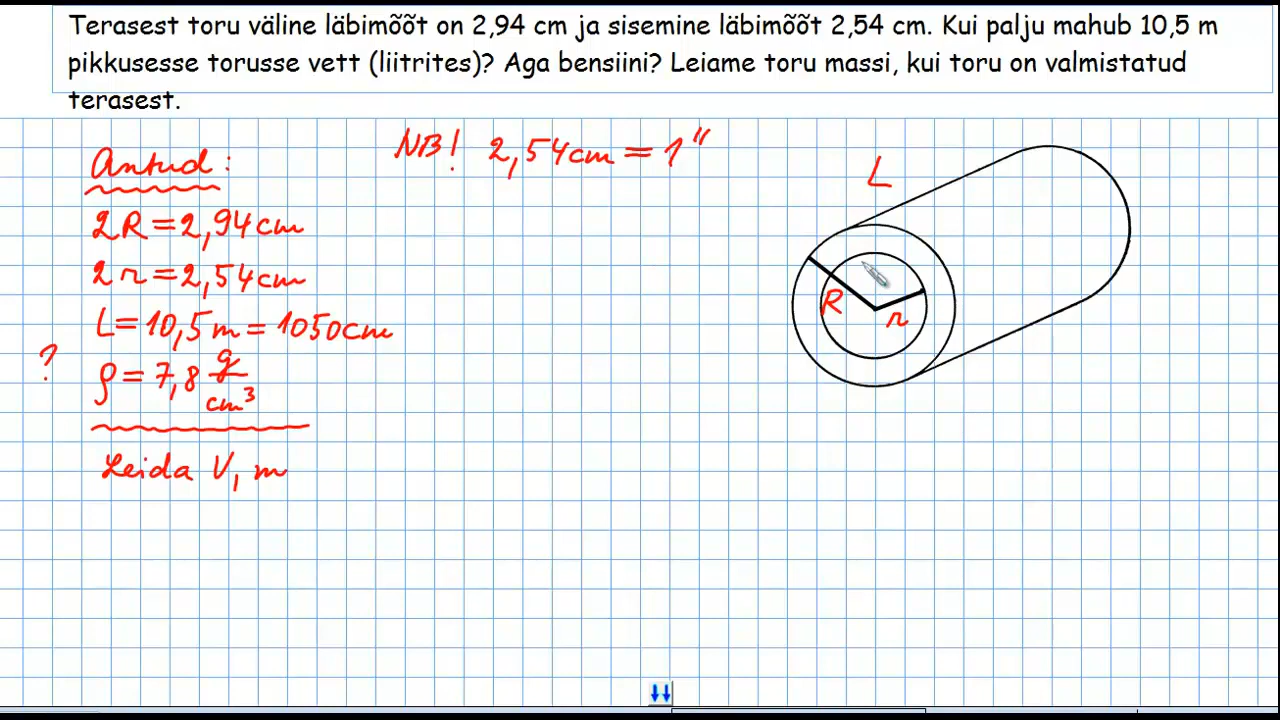 Terasest toru väline läbimõõt on 2,94 cm ja sisemine läbimõõt 2,54 cm. Kui palju mahub 10,5 m
pikkusesse torusse vett (liitrites)? Aga bensiini? Leiame toru massi, kui toru on valmistatud
terasest.
NB! 2,54cm = 1"
Antud:
2R = 2,94cm
2r = 2,54cm
L = 10,5m = 1050cm
? ρ = 7,8 g/cm³
Leida V, m
L
R
r